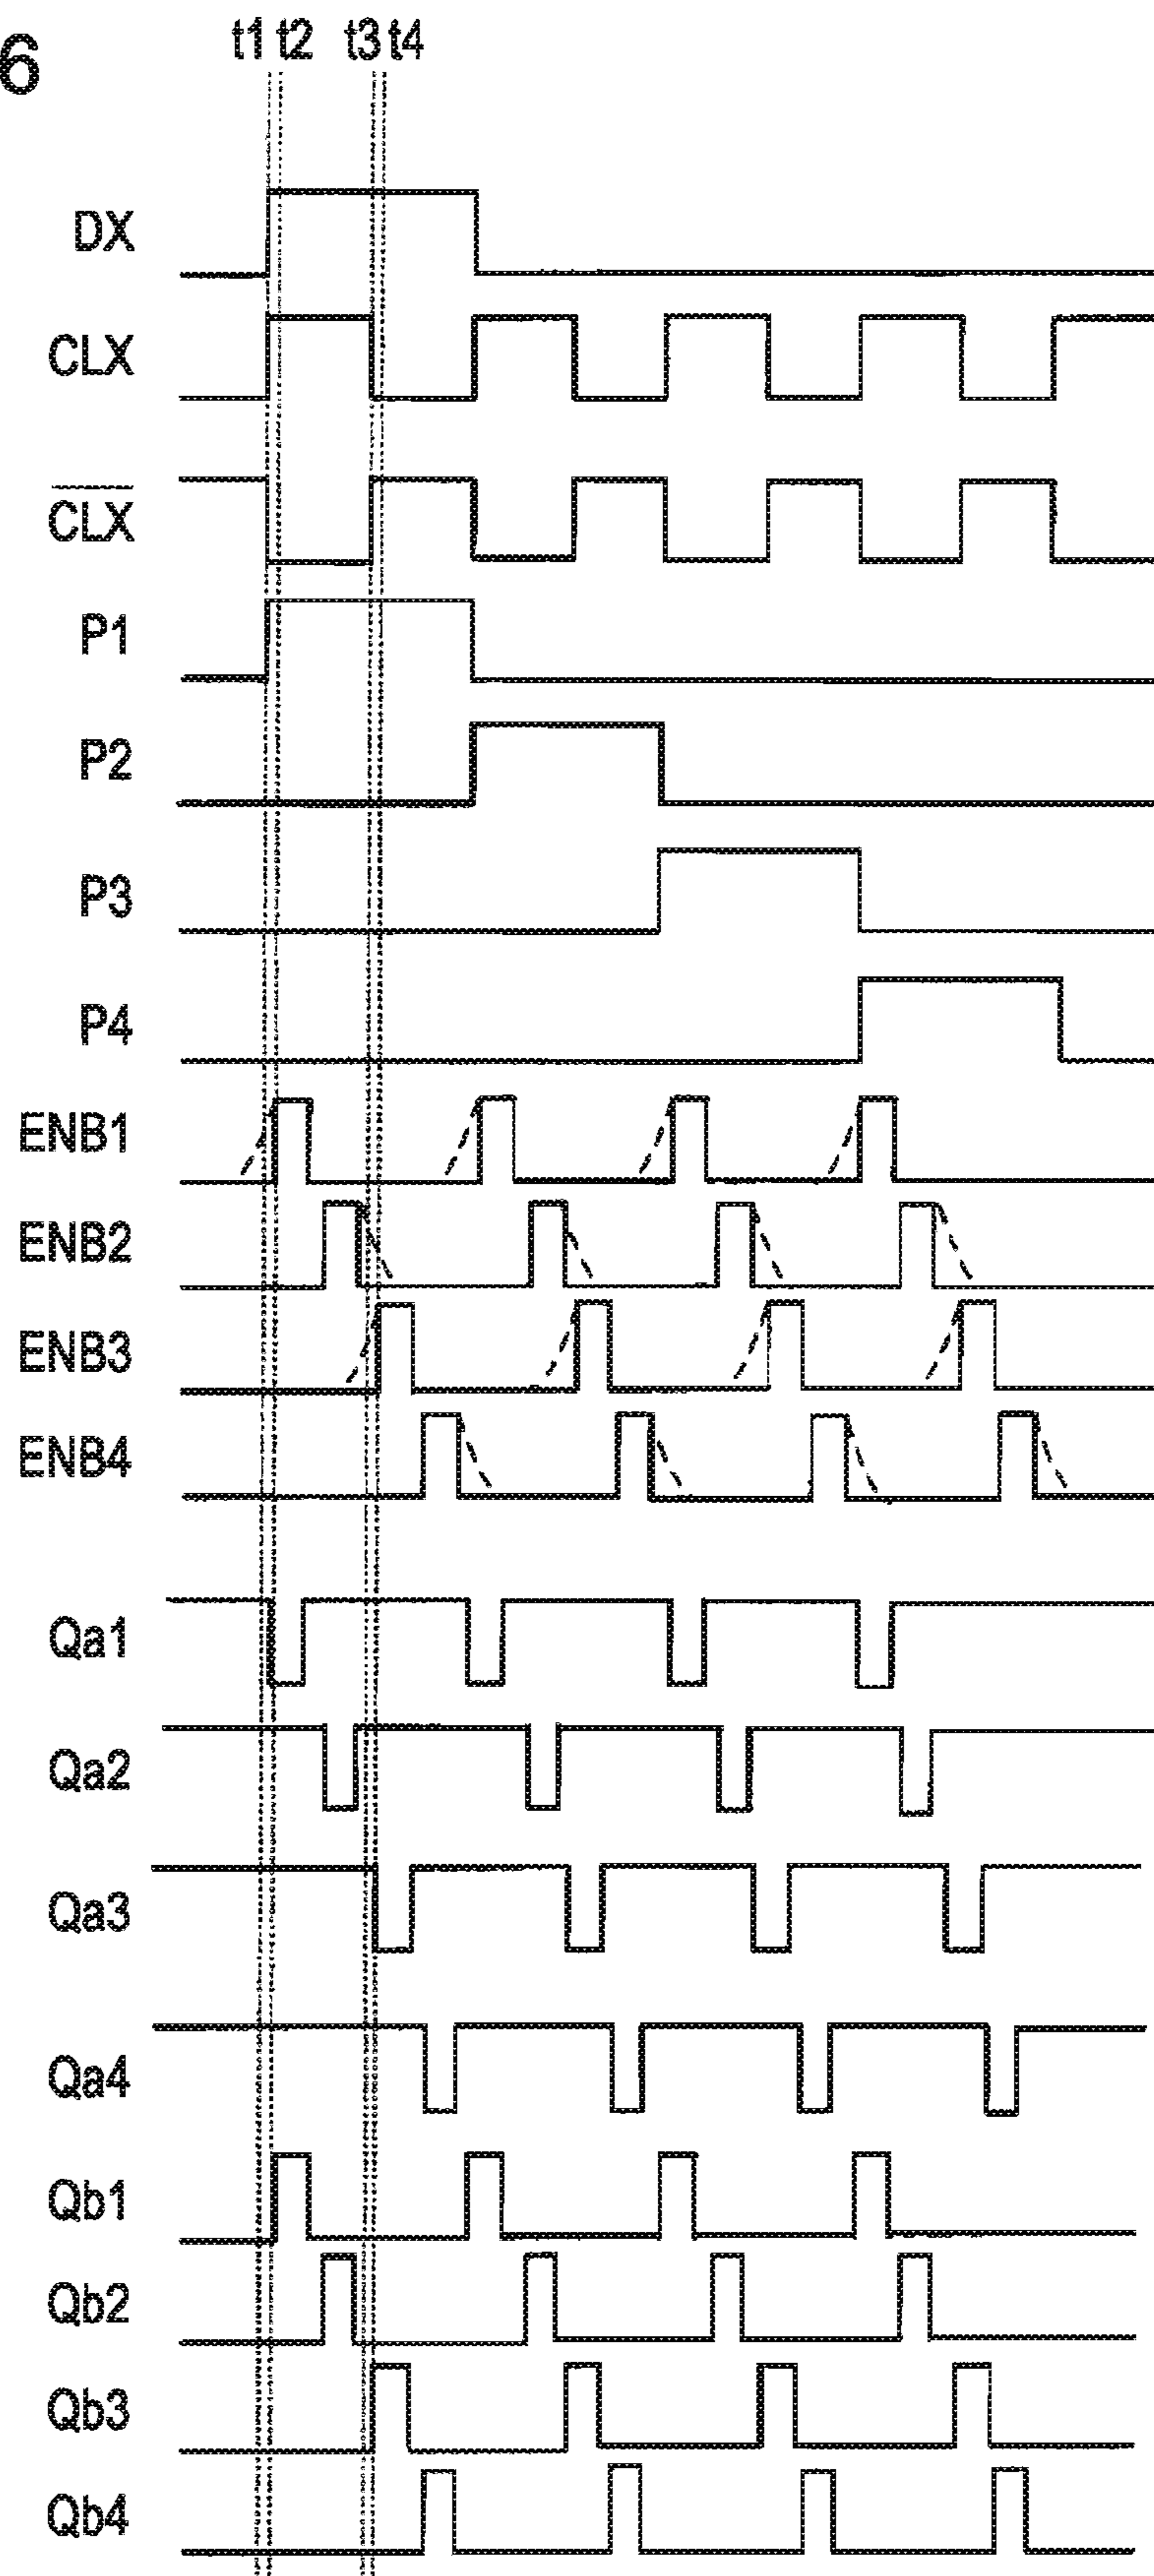 6
t1 t2 t3 t4
DX
CLX
C̅L̅X̅
P1
P2
P3
P4
ENB1
ENB2
ENB3
ENB4
Qa1
Qa2
Qa3
Qa4
Qb1
Qb2
Qb3
Qb4